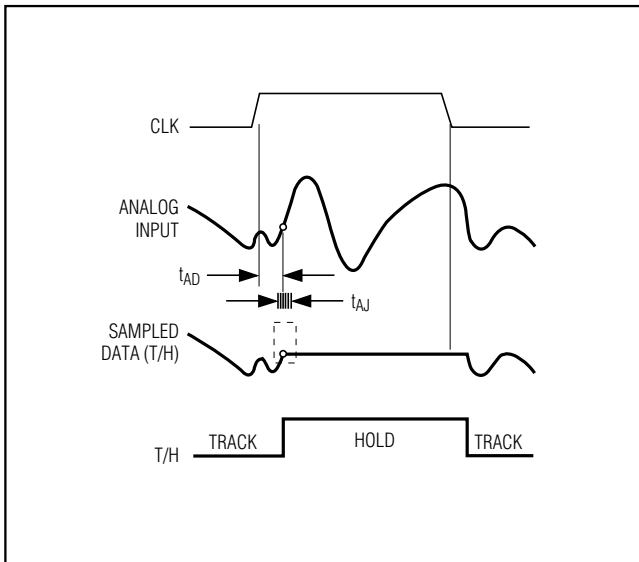 CLK
ANALOG
INPUT
tAD
tAJ
SAMPLED
DATA (T/H)
TRACK HOLD TRACK
T/H